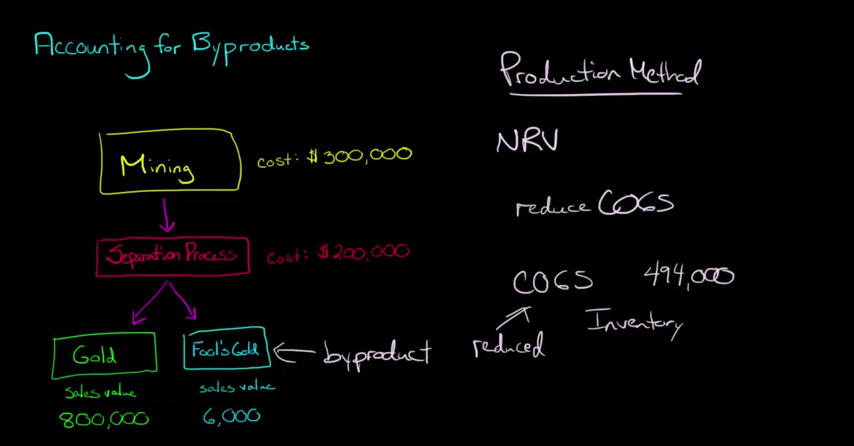 Accounting for Byproducts
Mining
cost: $300,000
Separation Process
cost: $200,000
Gold
Fool's Gold
byproduct
sales value
sales value
800,000
6,000
Production Method
NRV
reduce COGS
COGS 494,000
Inventory
reduced